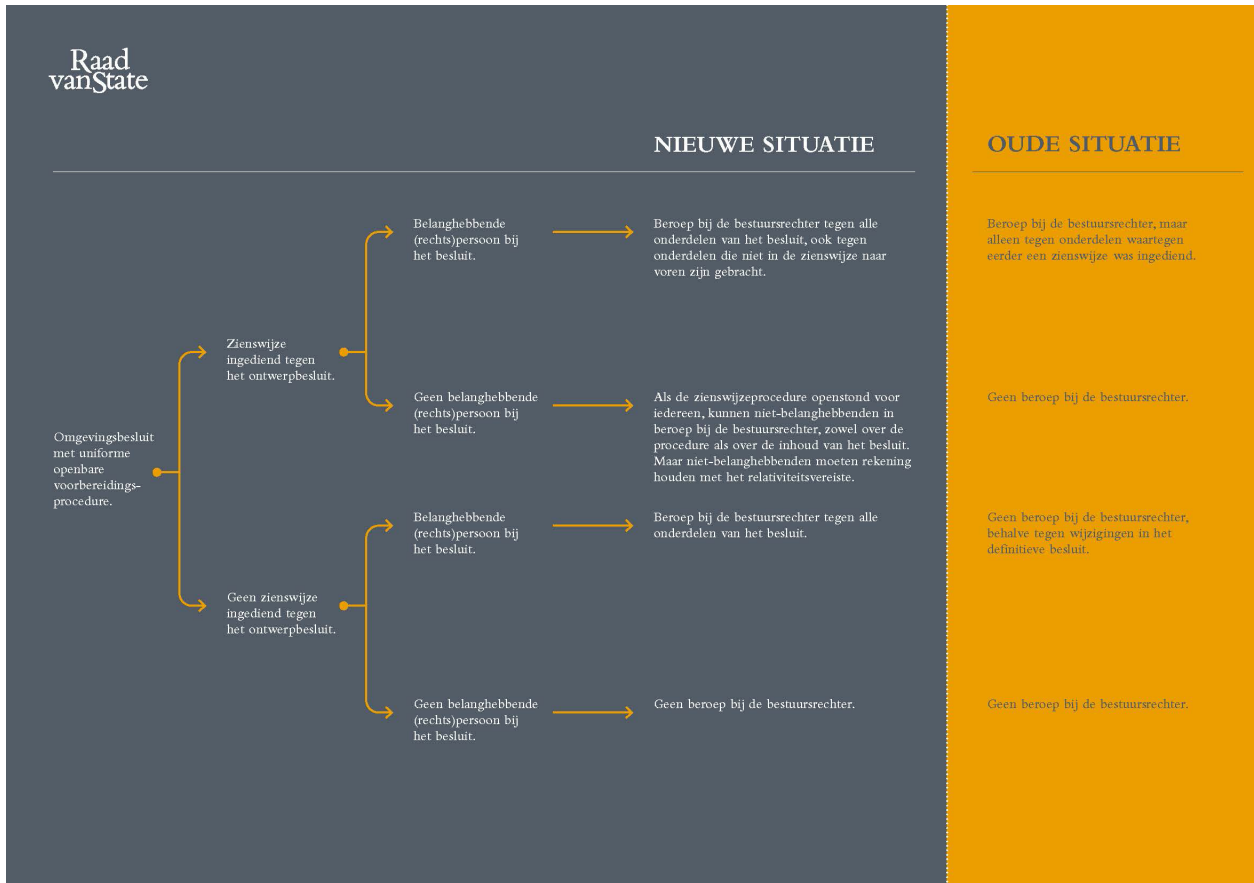 Raad
vanState
NIEUWE SITUATIE
OUDE SITUATIE
Omgevingsbesluit
met uniforme
openbare
voorbereidings-
procedure.
Zienswijze
ingediend tegen
het ontwerpbesluit.
Belanghebbende
(rechts)persoon bij
het besluit.
Beroep bij de bestuursrechter tegen alle
onderdelen van het besluit, ook tegen
onderdelen die niet in de zienswijze naar
voren zijn gebracht.
Beroep bij de bestuursrechter, maar
alleen tegen onderdelen waartegen
eerder een zienswijze was ingediend.
Geen belanghebbende
(rechts)persoon bij
het besluit.
Als de zienswijzeprocedure openstond voor
iedereen, kunnen niet-belanghebbenden in
beroep bij de bestuursrechter, zowel over de
procedure als over de inhoud van het besluit.
Maar niet-belanghebbenden moeten rekening
houden met het relativiteitsvereiste.
Geen beroep bij de bestuursrechter.
Geen zienswijze
ingediend tegen
het ontwerpbesluit.
Belanghebbende
(rechts)persoon bij
het besluit.
Beroep bij de bestuursrechter tegen alle
onderdelen van het besluit.
Geen beroep bij de bestuursrechter,
behalve tegen wijzigingen in het
definitieve besluit.
Geen belanghebbende
(rechts)persoon bij
het besluit.
Geen beroep bij de bestuursrechter.
Geen beroep bij de bestuursrechter.